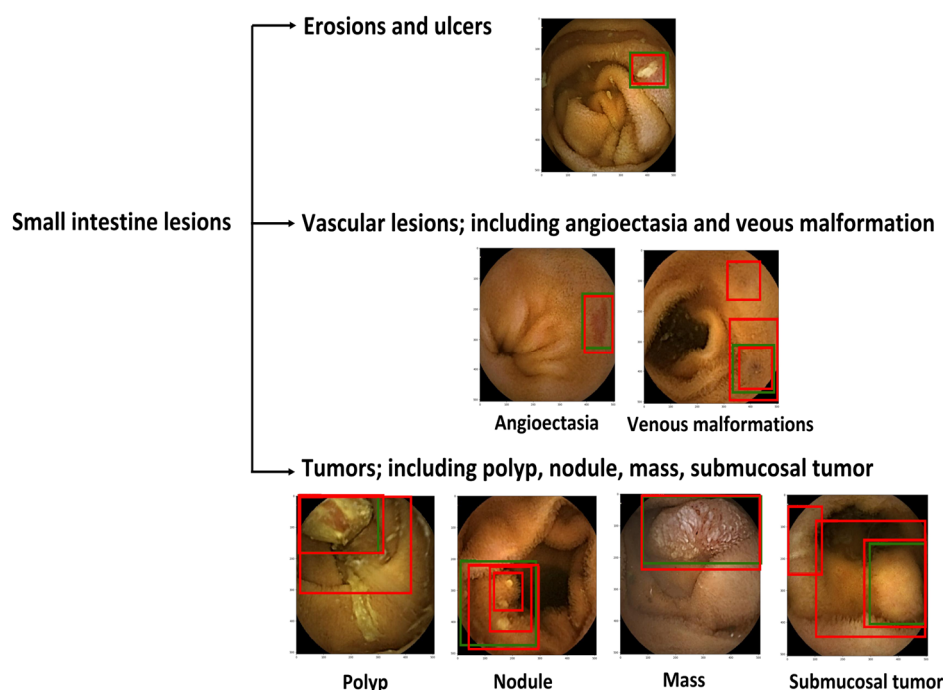 Erosions and ulcers
Small intestine lesions
Vascular lesions; including angioectasia and veous malformation
Angioectasia
Venous malformations
Tumors; including polyp, nodule, mass, submucosal tumor
Polyp
Nodule
Mass
Submucosal tumor